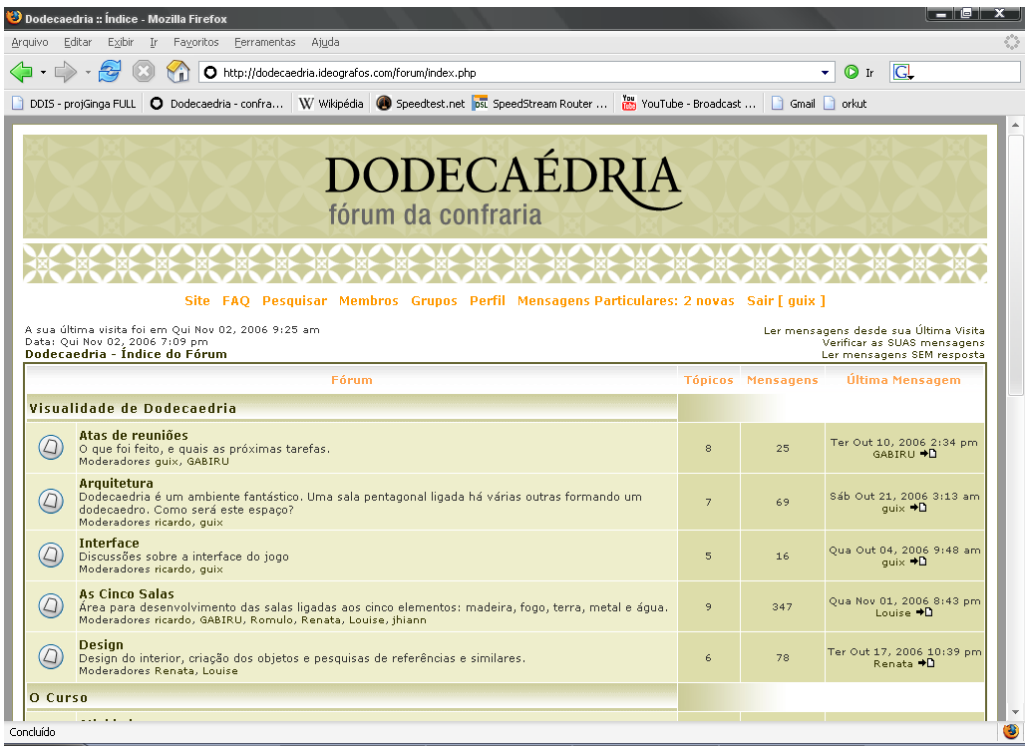 Dodecaedria :: Índice - Mozilla Firefox
Arquivo Editar Exibir Ir Favoritos Ferramentas Ajuda
http://dodecaedria.ideografos.com/forum/index.php Ir G
DDIS - projGinga FULL Dodecaedria - confra... W Wikipédia Speedtest.net DSL SpeedStream Router ... You Tube YouTube - Broadcast ... Gmail orkut
DODECAÉDRIA
fórum da confraria
Site FAQ Pesquisar Membros Grupos Perfil Mensagens Particulares: 2 novas Sair [ guix ]
A sua última visita foi em Qui Nov 02, 2006 9:25 am
Data: Qui Nov 02, 2006 7:09 pm
Dodecaedria - Índice do Fórum
Ler mensagens desde sua Última Visita
Verificar as SUAS mensagens
Ler mensagens SEM resposta
Fórum Tópicos Mensagens Última Mensagem
Visualidade de Dodecaedria
Atas de reuniões
O que foi feito, e quais as próximas tarefas.
Moderadores guix, GABIRU
8 25 Ter Out 10, 2006 2:34 pm
GABIRU
Arquitetura
Dodecaedria é um ambiente fantástico. Uma sala pentagonal ligada há várias outras formando um
dodecaedro. Como será este espaço?
Moderadores ricardo, guix
7 69 Sáb Out 21, 2006 3:13 am
guix
Interface
Discussões sobre a interface do jogo
Moderadores ricardo, guix
5 16 Qua Out 04, 2006 9:48 am
guix
As Cinco Salas
Área para desenvolvimento das salas ligadas aos cinco elementos: madeira, fogo, terra, metal e água.
Moderadores ricardo, GABIRU, Romulo, Renata, Louise, jhiann
9 347 Qua Nov 01, 2006 8:43 pm
Louise
Design
Design do interior, criação dos objetos e pesquisas de referências e similares.
Moderadores Renata, Louise
6 78 Ter Out 17, 2006 10:39 pm
Renata
O Curso
Concluído